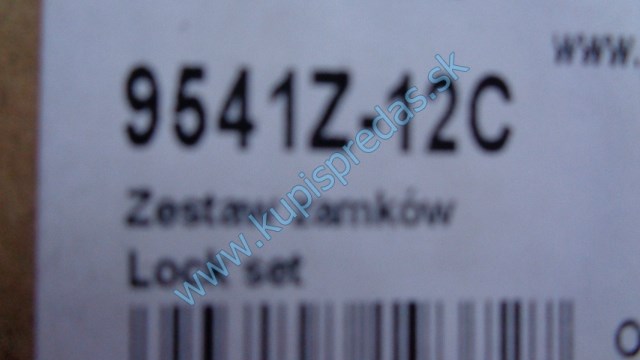 www.
9541Z-12C
Zestaw zamków
Lock set
www.kupispredas.sk